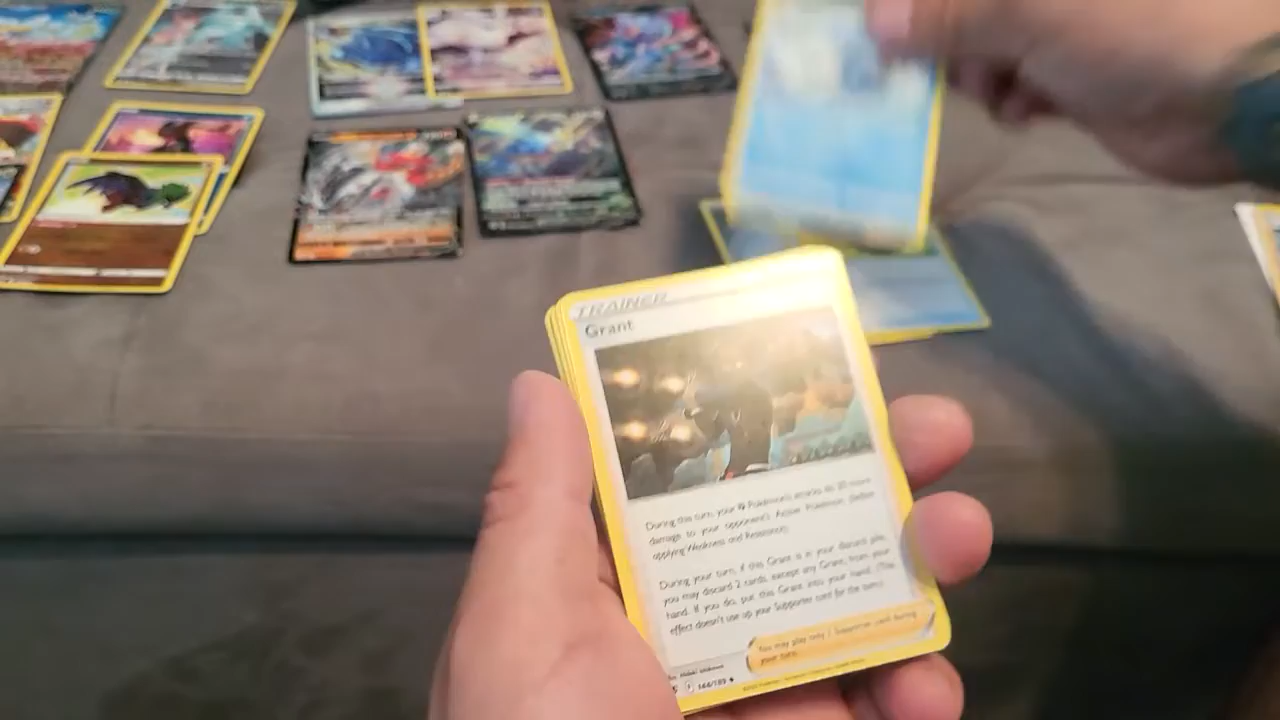 TRAINER
Grant
During this turn, your Pokémon's attacks do 30 more
damage to your opponent's Active Pokémon (before
applying Weakness and Resistance).
During your turn, if this Grant is in your discard pile,
you may discard 2 cards, except any Grant, from your
hand. If you do, put this Grant into your hand. (This
effect doesn't use up your Supporter card for the turn.)
You may play only 1 Supporter card during
your turn.
144/189